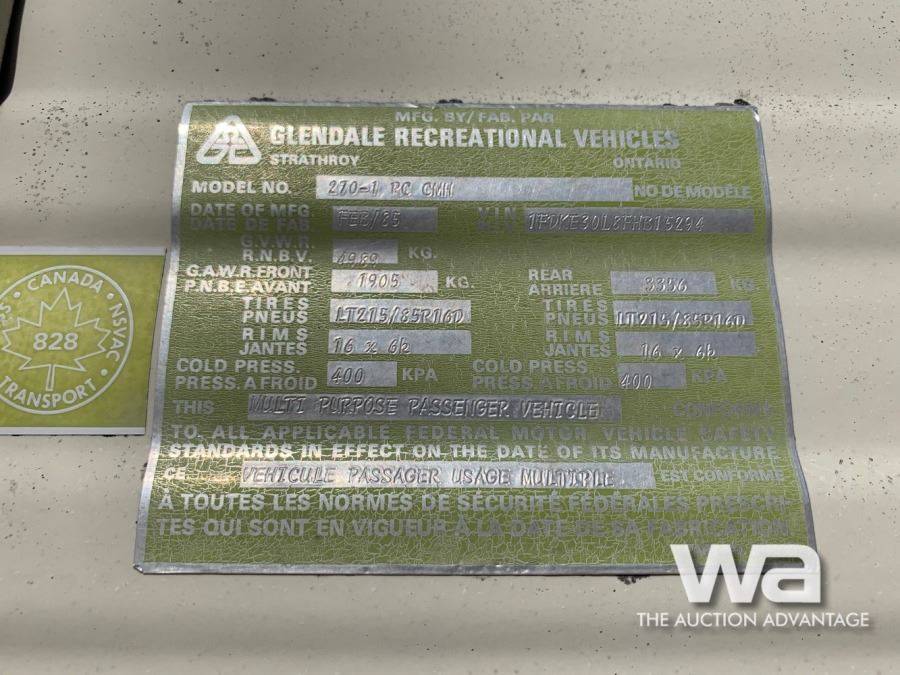 MFG. BY/FAB. PAR
GLENDALE RECREATIONAL VEHICLES
STRATHROY ONTARIO
MODEL NO. 270-1 RC CMH NO DE MODÈLE
DATE OF MFG
DATE DE FAB FEB/85 VIN 1FDKE30L8FHB15294
G.V.W.R.
R.N.B.V. 4989 KG.
G.A.W.R. FRONT
P.N.B.E. AVANT 1905 KG. REAR
ARRIERE 3356 KG.
TIRES
PNEUS LT215/85R16D TIRES
PNEUS LT215/85R16D
RIMS
JANTES 16 x 6k RIMS
JANTES 16 x 6k
COLD PRESS.
PRESS. A FROID 400 KPA COLD PRESS.
PRESS. A FROID 400 KPA
THIS MULTI PURPOSE PASSENGER VEHICLE CONFORMS
TO ALL APPLICABLE FEDERAL MOTOR VEHICLE SAFETY
STANDARDS IN EFFECT ON THE DATE OF ITS MANUFACTURE
CE VEHICULE PASSAGER USAGE MULTIPLE EST CONFORME
À TOUTES LES NORMES DE SÉCURITÉ FÉDÉRALES PRESCRI-
TES QUI SONT EN VIGUEUR À LA DATE DE SA FABRICATION
CANADA
828
TRANSPORT
wa
THE AUCTION ADVANTAGE